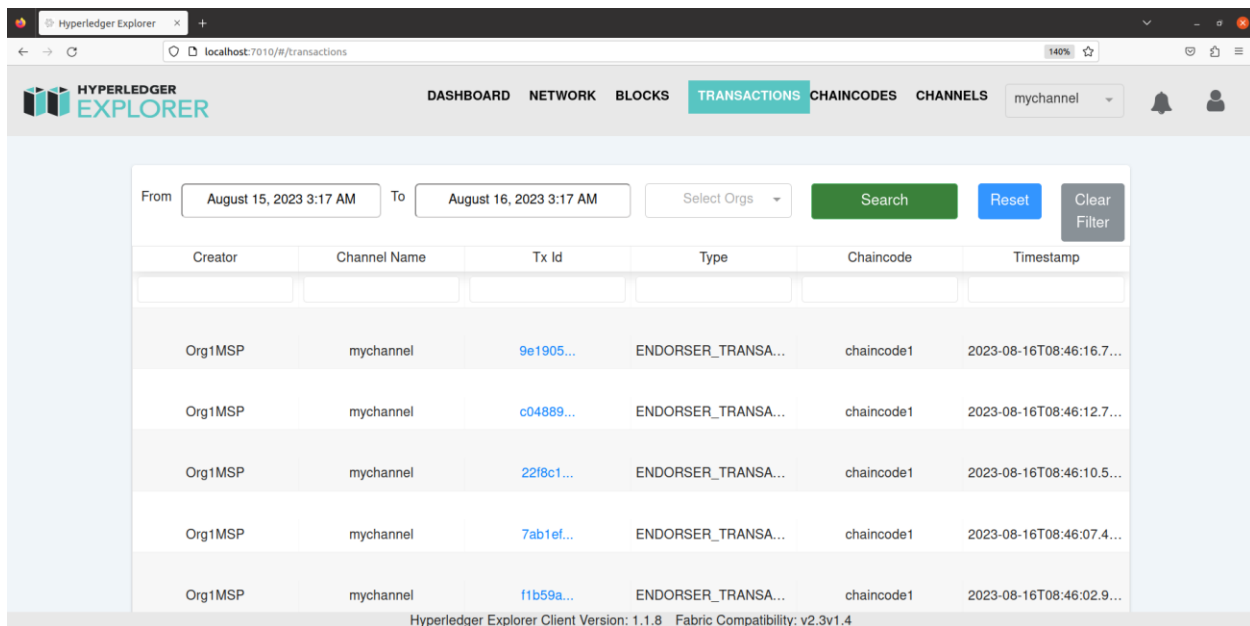 Hyperledger Explorer × +
localhost:7010/#/transactions 140%
HYPERLEDGER
EXPLORER
DASHBOARD NETWORK BLOCKS TRANSACTIONS CHAINCODES CHANNELS mychannel
From August 15, 2023 3:17 AM To August 16, 2023 3:17 AM Select Orgs Search Reset Clear
Filter
Creator Channel Name Tx Id Type Chaincode Timestamp
Org1MSP mychannel 9e1905... ENDORSER_TRANSA... chaincode1 2023-08-16T08:46:16.7...
Org1MSP mychannel c04889... ENDORSER_TRANSA... chaincode1 2023-08-16T08:46:12.7...
Org1MSP mychannel 22f8c1... ENDORSER_TRANSA... chaincode1 2023-08-16T08:46:10.5...
Org1MSP mychannel 7ab1ef... ENDORSER_TRANSA... chaincode1 2023-08-16T08:46:07.4...
Org1MSP mychannel f1b59a... ENDORSER_TRANSA... chaincode1 2023-08-16T08:46:02.9...
Hyperledger Explorer Client Version: 1.1.8 Fabric Compatibility: v2.3v1.4